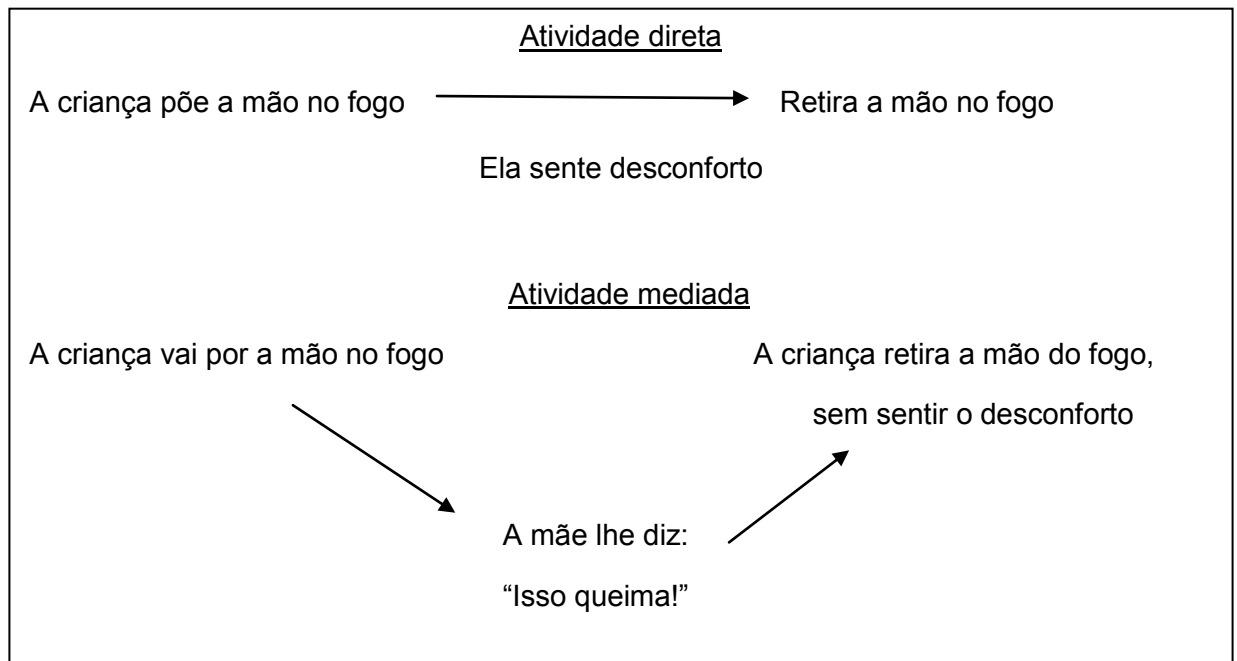 Atividade direta
A criança põe a mão no fogo Retira a mão no fogo
Ela sente desconforto
Atividade mediada
A criança vai por a mão no fogo A criança retira a mão do fogo,
sem sentir o desconforto
A mãe lhe diz:
“Isso queima!”